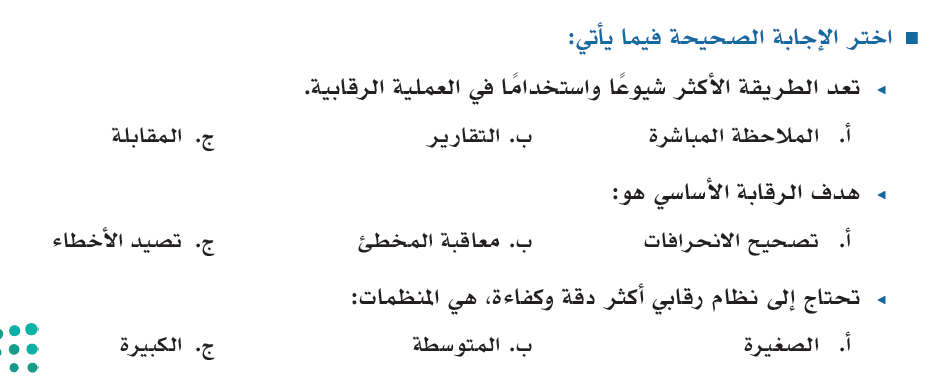 ■ اختر الإجابة الصحيحة فيما يأتي:
◂ تعد الطريقة الأكثر شيوعًا واستخدامًا في العملية الرقابية.
أ. الملاحظة المباشرة ب. التقارير ج. المقابلة
◂ هدف الرقابة الأساسي هو:
أ. تصحيح الانحرافات ب. معاقبة المخطئ ج. تصيد الأخطاء
◂ تحتاج إلى نظام رقابي أكثر دقة وكفاءة، هي المنظمات:
أ. الصغيرة ب. المتوسطة ج. الكبيرة